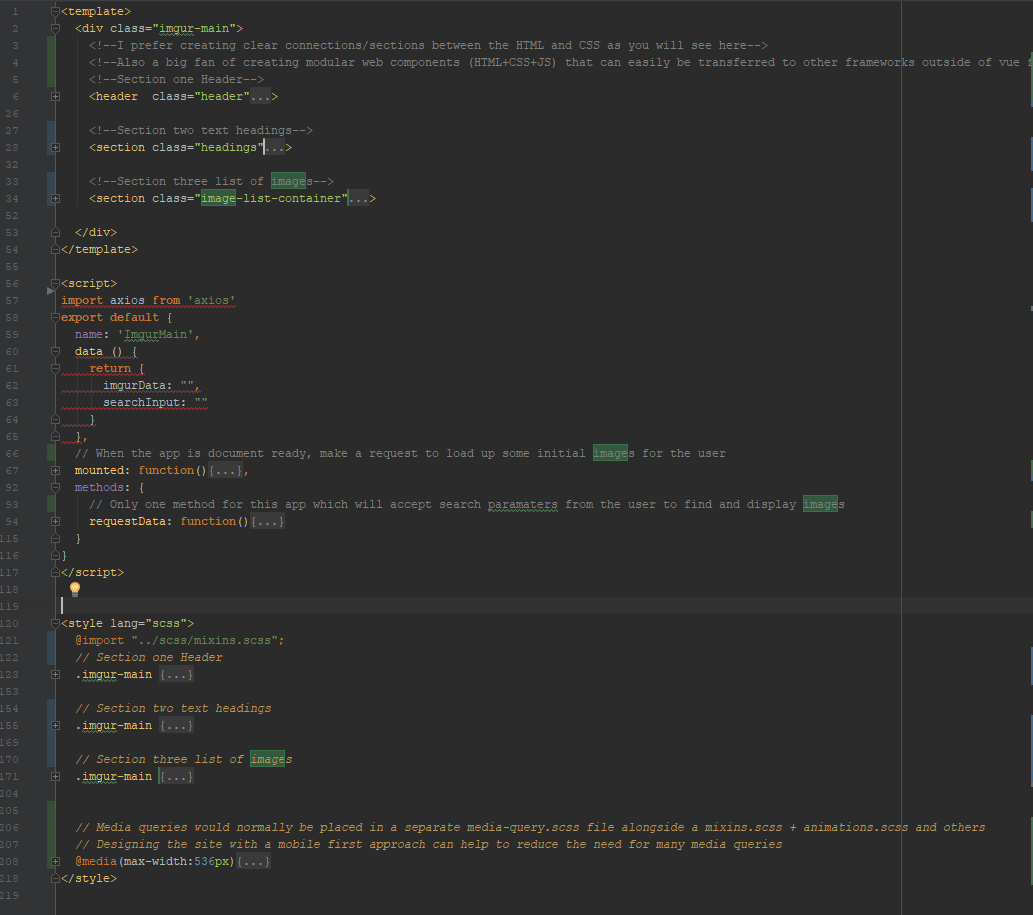 1 <template>
2 <div class="imgur-main">
3 <!--I prefer creating clear connections/sections between the HTML and CSS as you will see here-->
4 <!--Also a big fan of creating modular web components (HTML+CSS+JS) that can easily be transferred to other frameworks outside of vue f
5 <!--Section one Header-->
6 <header  class="header"...>
26
27 <!--Section two text headings-->
28 <section class="headings"...>
32
33 <!--Section three list of images-->
34 <section class="image-list-container"...>
52
53 </div>
54 </template>
55
56 <script>
57 import axios from 'axios'
58 export default {
59 name: 'ImgurMain',
60 data () {
61 return {
62 imgurData: "",
63 searchInput: ""
64 }
65 },
66 // When the app is document ready, make a request to load up some initial images for the user
67 mounted: function(){...},
92 methods: {
93 // Only one method for this app which will accept search paramaters from the user to find and display images
94 requestData: function(){...}
115 }
116 }
117 </script>
118
119
120 <style lang="scss">
121 @import "../scss/mixins.scss";
122 // Section one Header
123 .imgur-main {...}
153
154 // Section two text headings
155 .imgur-main {...}
169
170 // Section three list of images
171 .imgur-main {...}
204
205
206 // Media queries would normally be placed in a separate media-query.scss file alongside a mixins.scss + animations.scss and others
207 // Designing the site with a mobile first approach can help to reduce the need for many media queries
208 @media(max-width:536px){...}
218 </style>
219